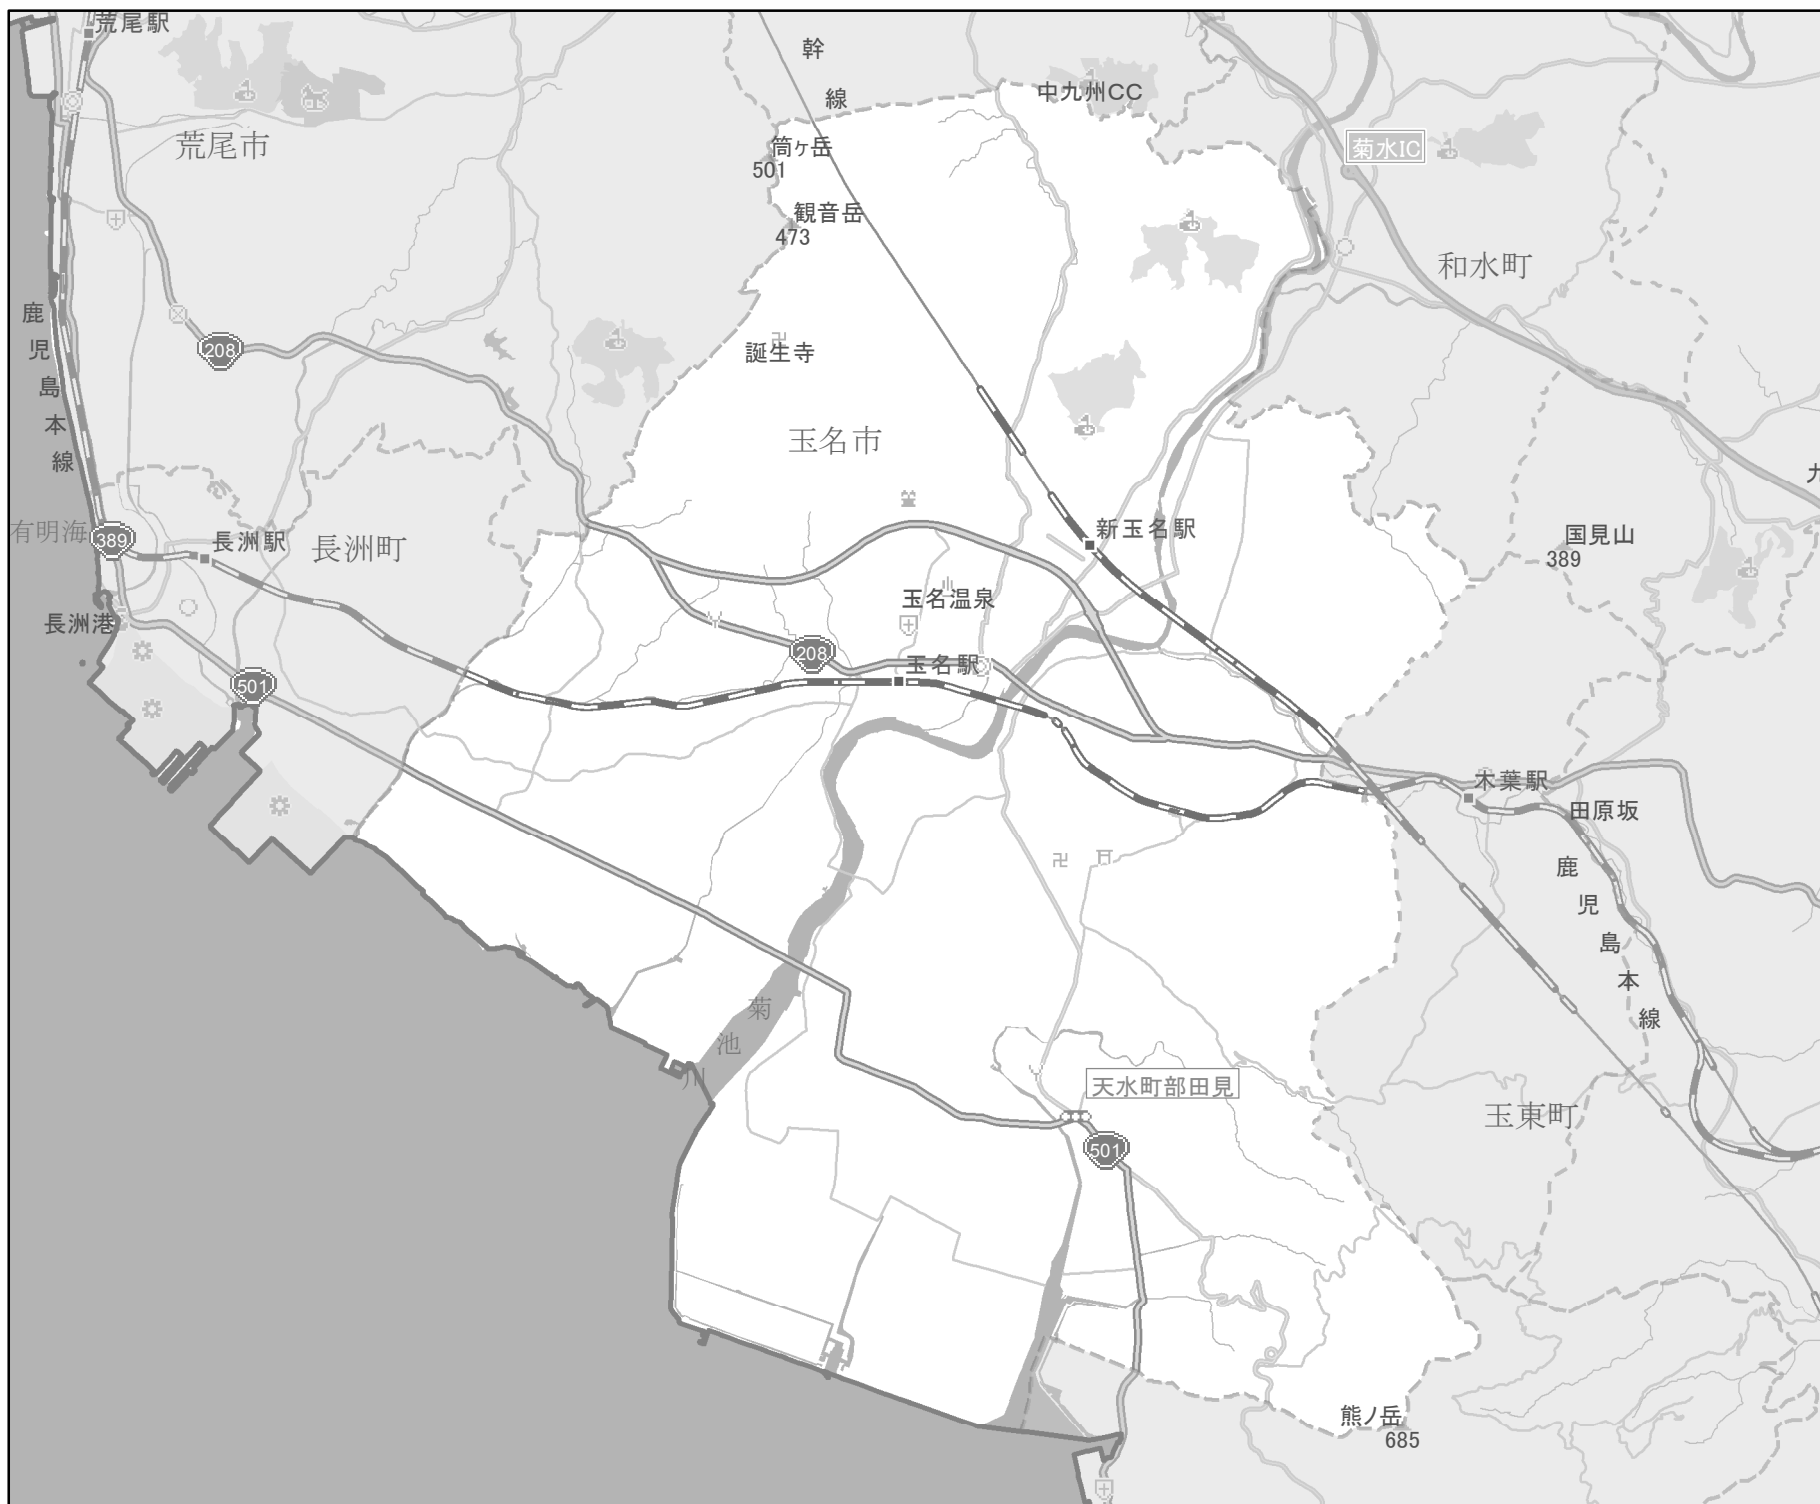 荒尾駅
幹
線
中九州CC
荒尾市
筒ヶ岳
501
菊水IC
観音岳
473
和水町
鹿児島本線
208
誕生寺
玉名市
九
有明海
389
長洲駅
長洲町
新玉名駅
国見山
389
玉名温泉
長洲港
208
玉名駅
501
木葉駅
田原坂
鹿児島本線
菊池川
天水町部田見
玉東町
501
熊ノ岳
685